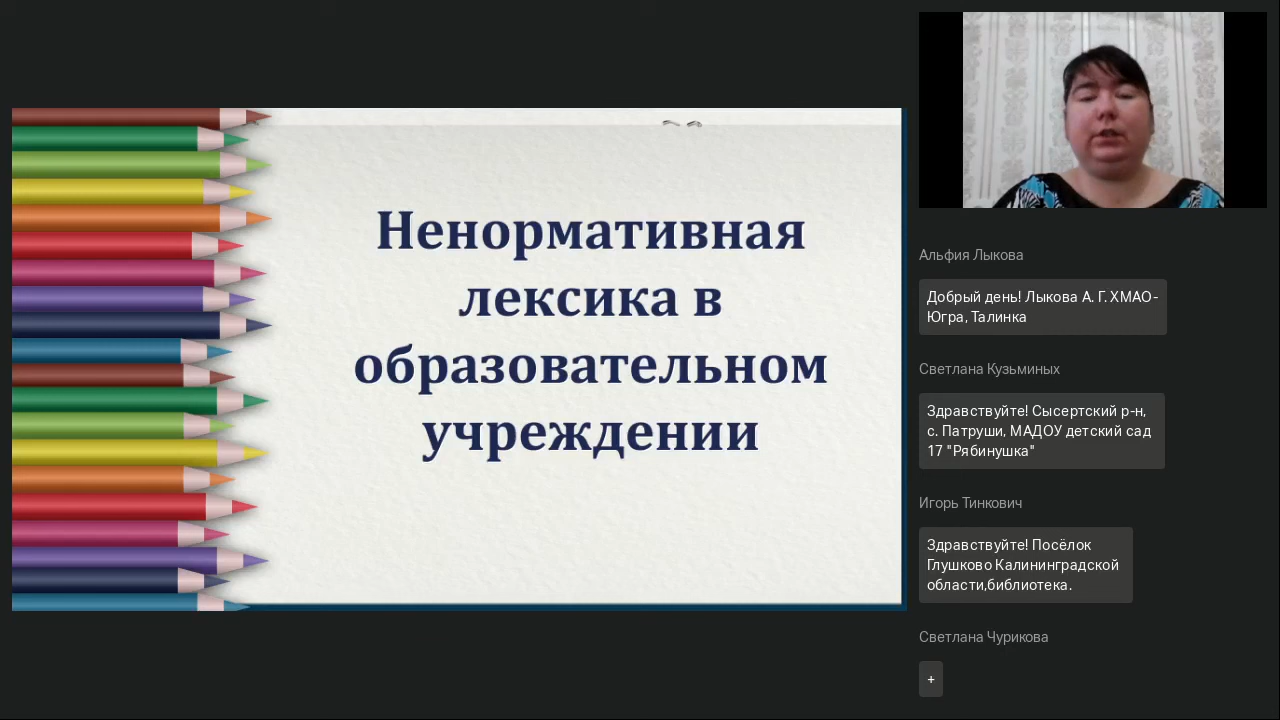 Ненормативная
лексика в
образовательном
учреждении
Альфия Лыкова
Добрый день! Лыкова А. Г. ХМАО-
Югра, Талинка
Светлана Кузьминых
Здравствуйте! Сысертский р-н,
с. Патруши, МАДОУ детский сад
17 "Рябинушка"
Игорь Тинкович
Здравствуйте! Посёлок
Глушково Калининградской
области,библиотека.
Светлана Чурикова
+